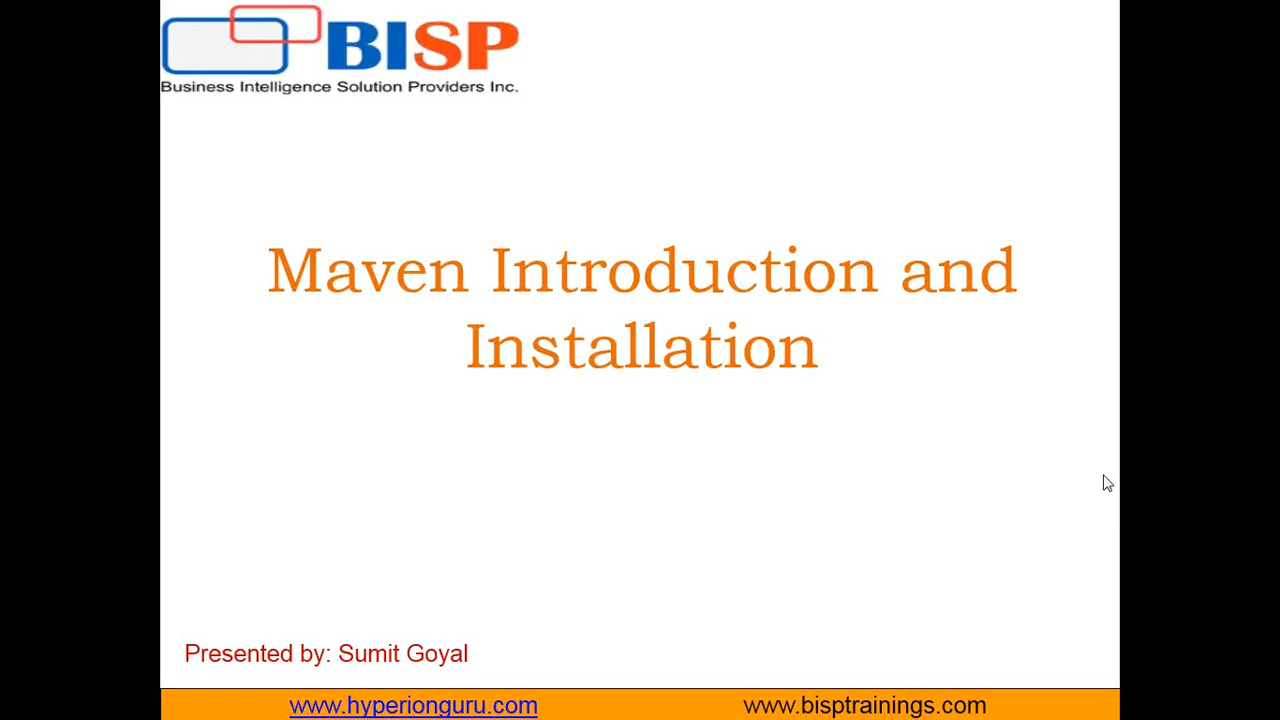 BISP
Business Intelligence Solution Providers Inc.
Maven Introduction and
Installation
Presented by: Sumit Goyal
www.hyperionguru.com
www.bisptrainings.com